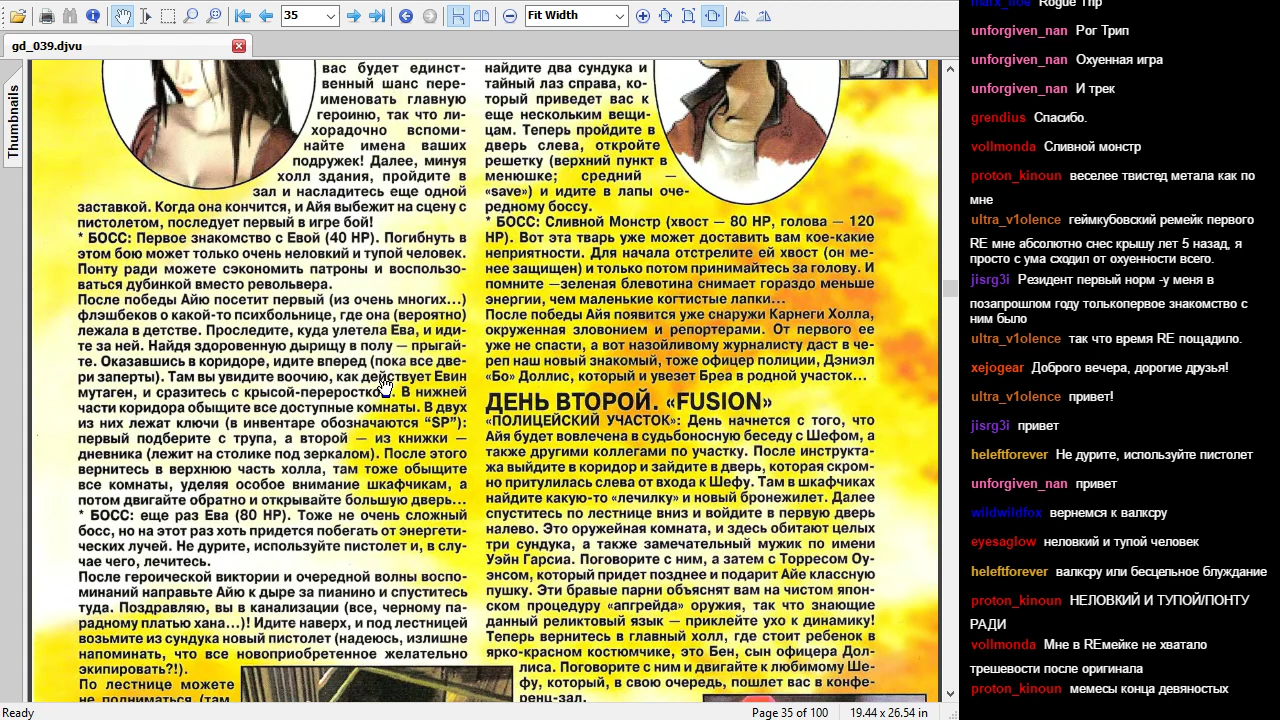 35
Fit Width
gd_039.djvu
Thumbnails
вас будет единст-
венный шанс пере-
именовать главную
героиню, так что ли-
хорадочно вспоми-
найте имена ваших
подружек! Далее, минуя
холл здания, пройдите в
зал и насладитесь еще одной
заставкой. Когда она кончится, и Айя выбежит на сцену с
пистолетом, последует первый в игре бой!
* БОСС: Первое знакомство с Евой (40 HP). Погибнуть в
этом бою может только очень неловкий и тупой человек.
Понту ради можете сэкономить патроны и воспользо-
ваться дубинкой вместо револьвера.
После победы Айю посетит первый (из очень многих...)
флэшбеков о какой-то психбольнице, где она (вероятно)
лежала в детстве. Проследите, куда улетела Ева, и иди-
те за ней. Найдя здоровенную дырищу в полу — прыгай-
те. Оказавшись в коридоре, идите вперед (пока все две-
ри заперты). Там вы увидите воочию, как действует Евин
мутаген, и сразитесь с крысой-переростком. В нижней
части коридора обыщите все доступные комнаты. В двух
из них лежат ключи (в инвентаре обозначаются “SP”):
первый подберите с трупа, а второй — из книжки —
дневника (лежит на столике под зеркалом). После этого
вернитесь в верхнюю часть холла, там тоже обыщите
все комнаты, уделяя особое внимание шкафчикам, а
потом двигайте обратно и открывайте большую дверь...
* БОСС: еще раз Ева (80 HP). Тоже не очень сложный
босс, но на этот раз хоть придется побегать от энергети-
ческих лучей. Не дурите, используйте пистолет и, в слу-
чае чего, лечитесь.
После героической виктории и очередной волны воспо-
минаний направьте Айю к дыре за пианино и спуститесь
туда. Поздравляю, вы в канализации (все, черному па-
радному платью хана...)! Идите наверх, и под лестницей
возьмите из сундука новый пистолет (надеюсь, излишне
напоминать, что все новоприобретенное желательно
экипировать?!).
По лестнице можете
не подниматься (там
найдите два сундука и
тайный лаз справа, ко-
торый приведет вас к
еще нескольким вещи-
цам. Теперь пройдите в
дверь слева, откройте
решетку (верхний пункт в
менюшке; средний —
«save») и идите в лапы оче-
редному боссу.
* БОСС: Сливной Монстр (хвост — 80 HP, голова — 120
HP). Вот эта тварь уже может доставить вам кое-какие
неприятности. Для начала отстрелите ей хвост (он ме-
нее защищен) и только потом принимайтесь за голову. И
помните —зеленая блевотина снимает гораздо меньше
энергии, чем маленькие когтистые лапки...
После победы Айя появится уже снаружи Карнеги Холла,
окруженная зловонием и репортерами. От первого ее
уже не спасти, а вот назойливому журналисту даст в че-
реп наш новый знакомый, тоже офицер полиции, Дэниэл
«Бо» Доллис, который и увезет Бреа в родной участок...
ДЕНЬ ВТОРОЙ. «FUSION»
«ПОЛИЦЕЙСКИЙ УЧАСТОК»: День начнется с того, что
Айя будет вовлечена в судьбоносную беседу с Шефом, а
также другими коллегами по участку. После инструкта-
жа выйдите в коридор и зайдите в дверь, которая скром-
но притулилась слева от входа к Шефу. Там в шкафчиках
найдите какую-то «лечилку» и новый бронежилет. Далее
спуститесь по лестнице вниз и войдите в первую дверь
налево. Это оружейная комната, и здесь обитают целых
три сундука, а также замечательный мужик по имени
Уэйн Гарсиа. Поговорите с ним, а затем с Торресом Оу-
энсом, который придет позднее и подарит Айе классную
пушку. Эти бравые парни объяснят вам на чистом япон-
ском процедуру «апгрейда» оружия, так что знающие
данный реликтовый язык — приклейте ухо к динамику!
Теперь вернитесь в главный холл, где стоит ребенок в
ярко-красном костюмчике, это Бен, сын офицера Дол-
лиса. Поговорите с ним и двигайте к любимому Ше-
фу, который, в свою очередь, пошлет вас в конфе-
ренц-зал.
Ready
Page 35 of 100
19.44 x 26.54 in
unforgiven_nan Рог Трип
unforgiven_nan Охуенная игра
unforgiven_nan И трек
grendius Спасибо.
vollmonda Сливной монстр
proton_kinoun веселее твистед метала как по
мне
ultra_v1olence геймкубовский ремейк первого
RE мне абсолютно снес крышу лет 5 назад, я
просто с ума сходил от охуенности всего.
jisrg3i Резидент первый норм -у меня в
позапрошлом году толькопервое знакомство с
ним было
ultra_v1olence так что время RE пощадило.
xejogear Доброго вечера, дорогие друзья!
ultra_v1olence привет!
jisrg3i привет
heleftforever Не дурите, используйте пистолет
unforgiven_nan привет
wildwildfox вернемся к валксру
eyesaglow неловкий и тупой человек
heleftforever валксру или бесцельное блуждание
proton_kinoun НЕЛОВКИЙ И ТУПОЙ/ПОНТУ
РАДИ
vollmonda Мне в REмейке не хватало
трешевости после оригинала
proton_kinoun мемесы конца девяностых